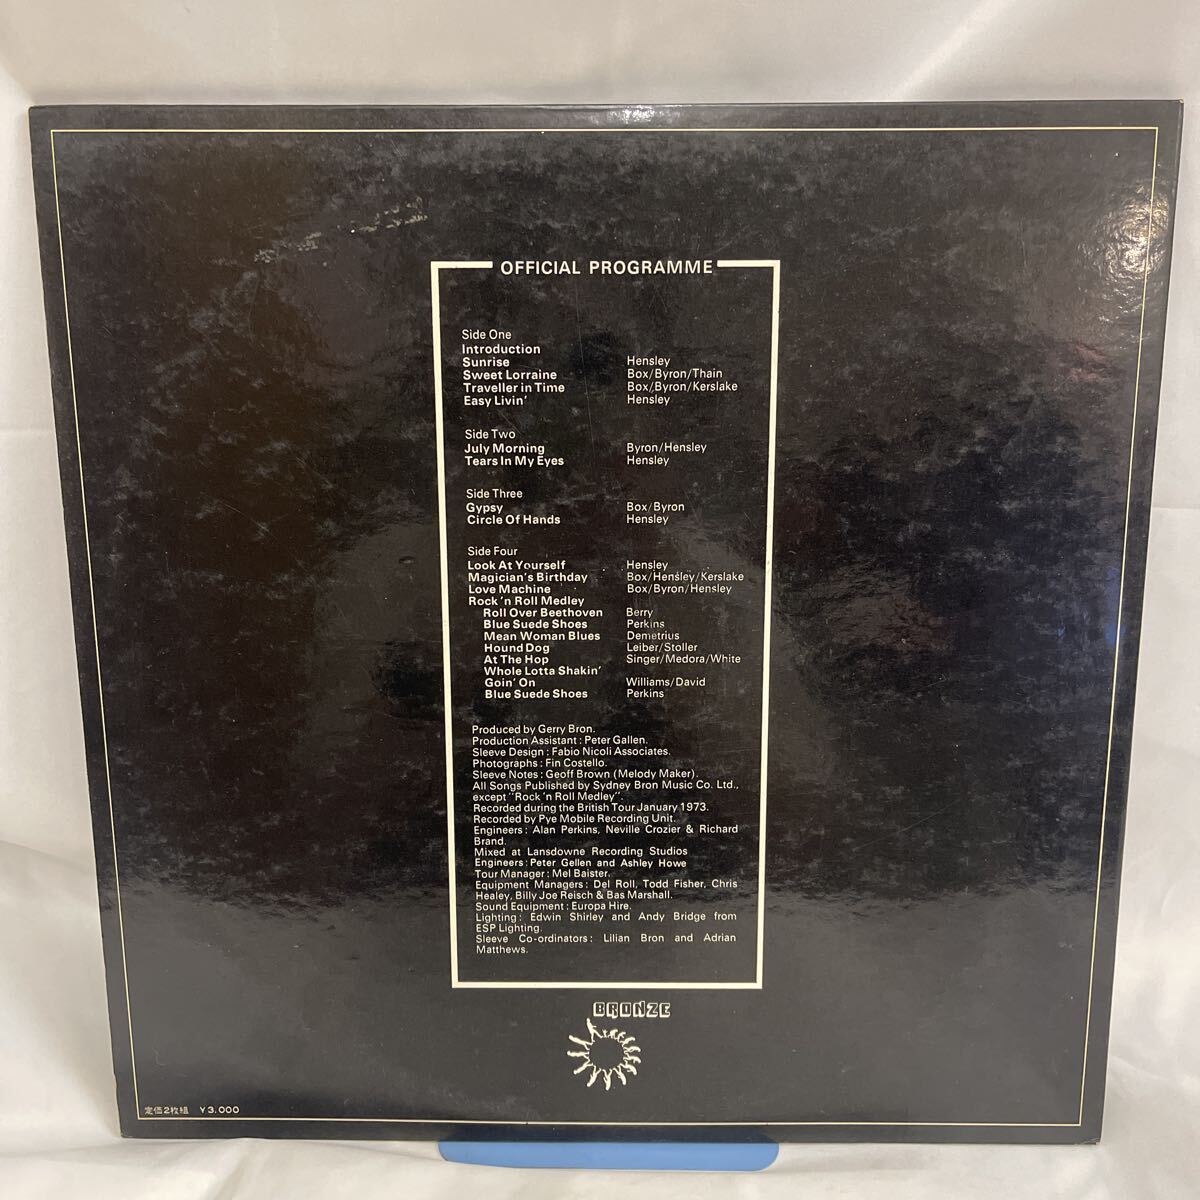 OFFICIAL PROGRAMME
Side One
Introduction
Sunrise Hensley
Sweet Lorraine Box/Byron/Thain
Traveller in Time Box/Byron/Kerslake
Easy Livin' Hensley
Side Two
July Morning Byron/Hensley
Tears In My Eyes Hensley
Side Three
Gypsy Box/Byron
Circle Of Hands Hensley
Side Four
Look At Yourself Hensley
Magician's Birthday Box/Hensley/Kerslake
Love Machine Box/Byron/Hensley
Rock 'n Roll Medley
Roll Over Beethoven Berry
Blue Suede Shoes Perkins
Mean Woman Blues Demetrius
Hound Dog Leiber/Stoller
At The Hop Singer/Medora/White
Whole Lotta Shakin'
Goin' On Williams/David
Blue Suede Shoes Perkins
Produced by Gerry Bron.
Production Assistant: Peter Gallen.
Sleeve Design: Fabio Nicoli Associates.
Photographs: Fin Costello.
Sleeve Notes: Geoff Brown (Melody Maker).
All Songs Published by Sydney Bron Music Co. Ltd.,
except "Rock 'n Roll Medley".
Recorded during the British Tour January 1973.
Recorded by Pye Mobile Recording Unit.
Engineers: Alan Perkins, Neville Crozier & Richard
Brand.
Mixed at Lansdowne Recording Studios
Engineers: Peter Gellen and Ashley Howe
Tour Manager: Mel Baister.
Equipment Managers: Del Roll, Todd Fisher, Chris
Healey, Billy Joe Reisch & Bas Marshall.
Sound Equipment: Europa Hire.
Lighting: Edwin Shirley and Andy Bridge from
ESP Lighting.
Sleeve Co-ordinators: Lilian Bron and Adrian
Matthews.
BRONZE
定価2枚組 ￥3.000